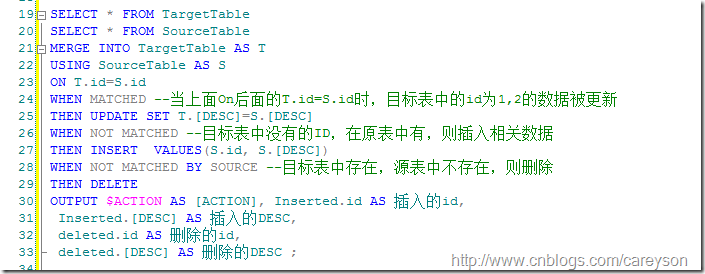 19 SELECT * FROM TargetTable
20 SELECT * FROM SourceTable
21 MERGE INTO TargetTable AS T
22 USING SourceTable AS S
23 ON T.id=S.id
24 WHEN MATCHED --当上面On后面的T.id=S.id时，目标表中的id为1,2的数据被更新
25 THEN UPDATE SET T.[DESC]=S.[DESC]
26 WHEN NOT MATCHED --目标表中没有的ID，在原表中有，则插入相关数据
27 THEN INSERT  VALUES(S.id, S.[DESC])
28 WHEN NOT MATCHED BY SOURCE --目标表中存在，源表中不存在，则删除
29 THEN DELETE
30 OUTPUT $ACTION AS [ACTION], Inserted.id AS 插入的id,
31  Inserted.[DESC] AS 插入的DESC,
32  deleted.id AS 删除的id,
33  deleted.[DESC] AS 删除的DESC ;
http://www.cnblogs.com/careyson